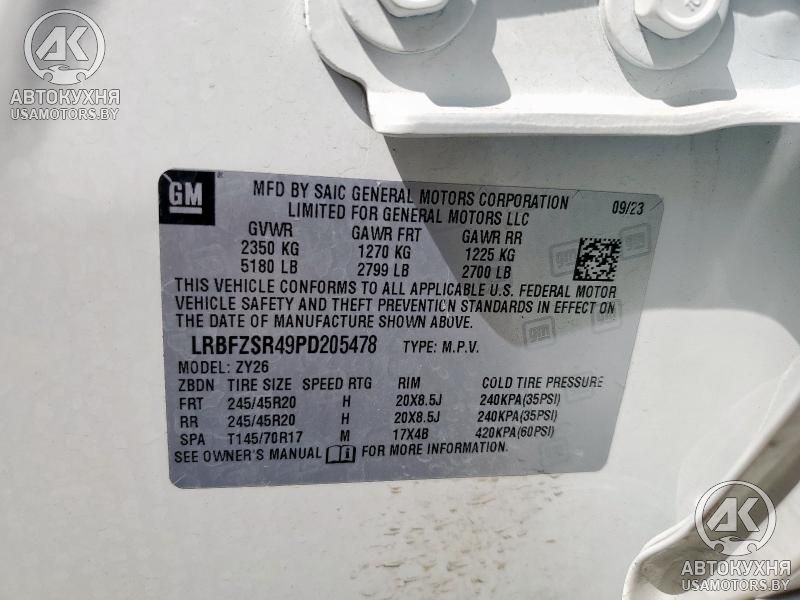 AK
АВТОКУХНЯ
USAMOTORS.BY
GM
MFD BY SAIC GENERAL MOTORS CORPORATION
LIMITED FOR GENERAL MOTORS LLC
09/23
GVWR GAWR FRT GAWR RR
2350 KG 1270 KG 1225 KG
5180 LB 2799 LB 2700 LB
THIS VEHICLE CONFORMS TO ALL APPLICABLE U.S. FEDERAL MOTOR
VEHICLE SAFETY AND THEFT PREVENTION STANDARDS IN EFFECT ON
THE DATE OF MANUFACTURE SHOWN ABOVE.
LRBFZSR49PD205478 TYPE: M.P.V.
MODEL: ZY26
ZBDN TIRE SIZE SPEED RTG RIM COLD TIRE PRESSURE
FRT 245/45R20 H 20X8.5J 240KPA(35PSI)
RR 245/45R20 H 20X8.5J 240KPA(35PSI)
SPA T145/70R17 M 17X4B 420KPA(60PSI)
SEE OWNER'S MANUAL FOR MORE INFORMATION.
AK
АВТОКУХНЯ
USAMOTORS.BY